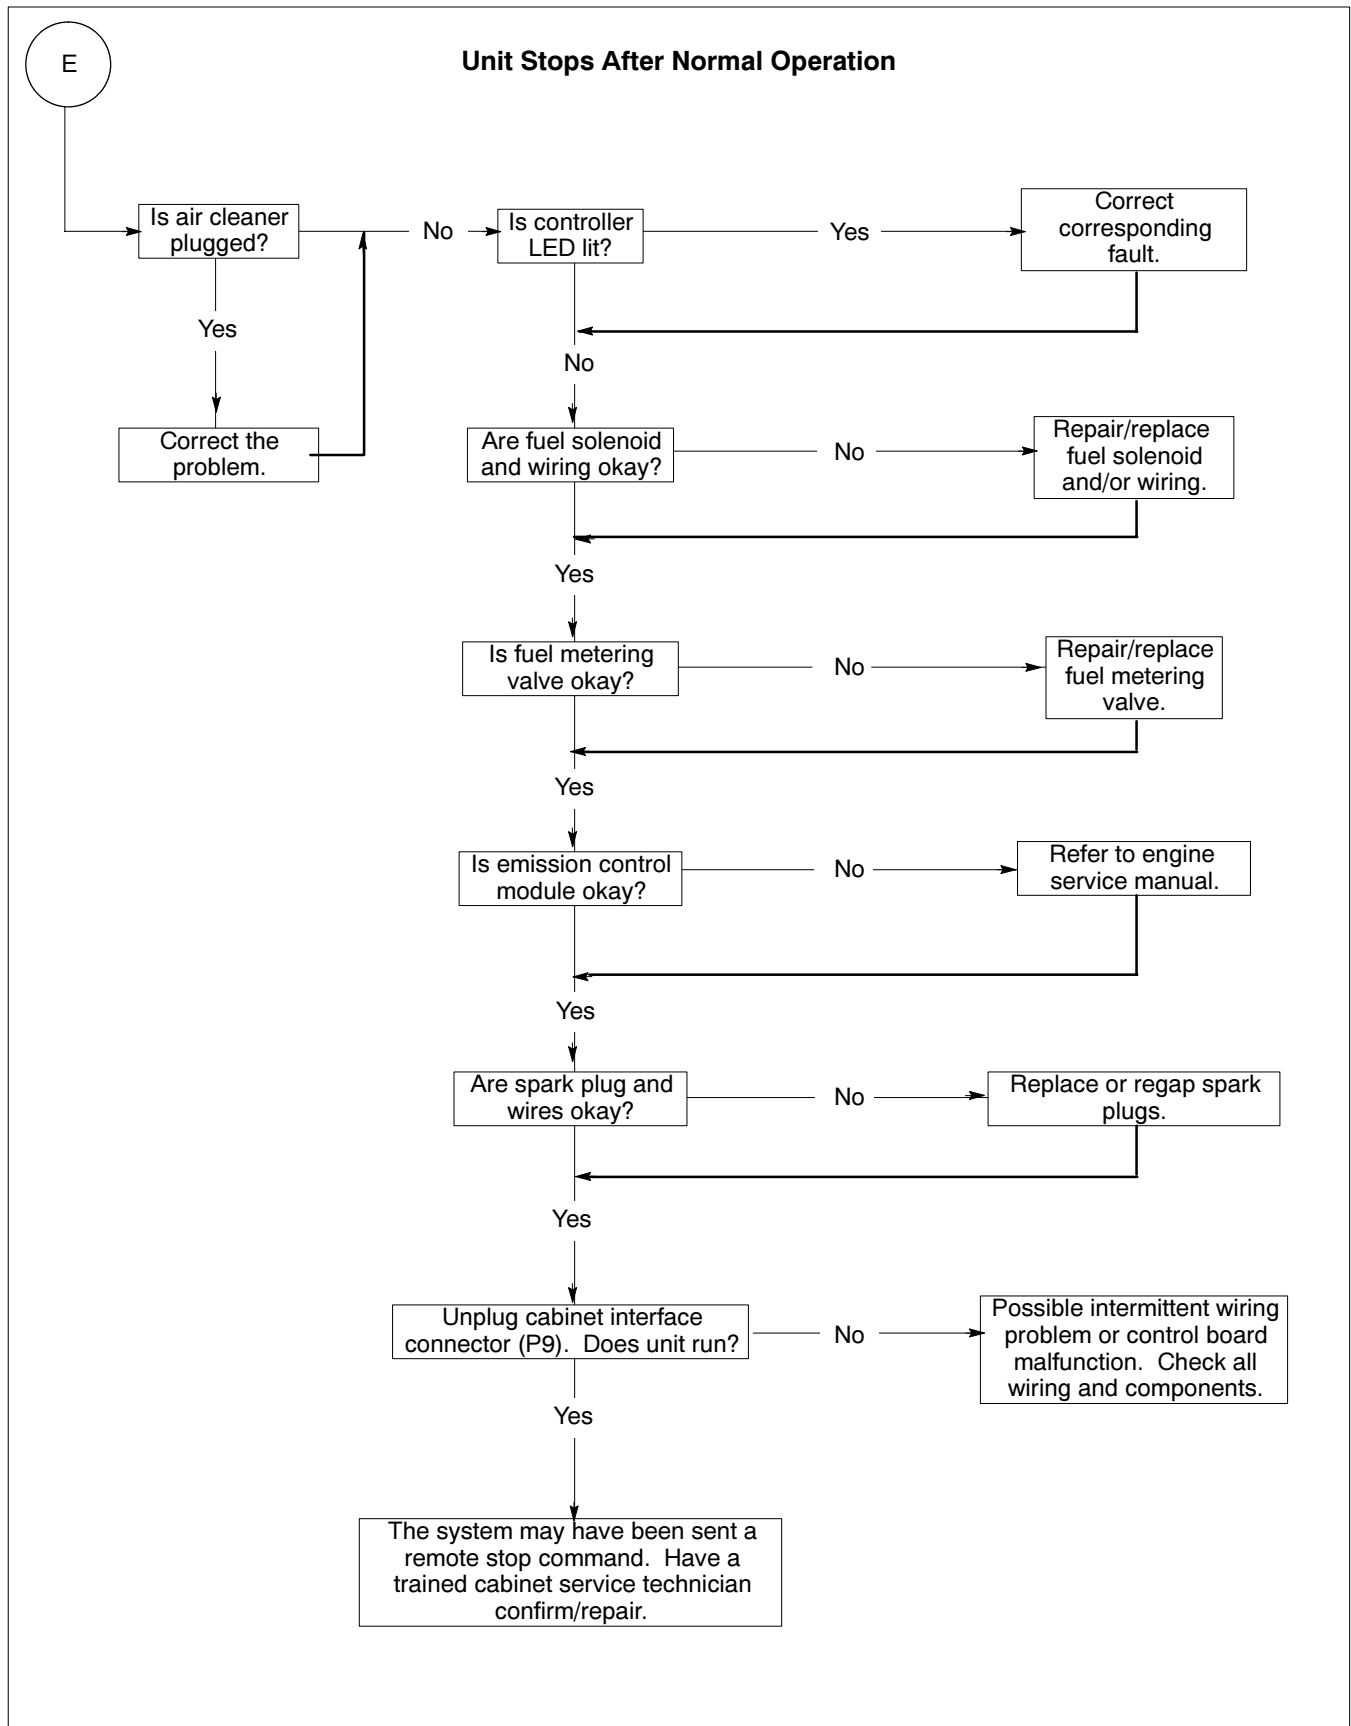 E
Unit Stops After Normal Operation
Is air cleaner
plugged?
No
Is controller
LED lit?
Yes
Correct
corresponding
fault.
Yes
No
Correct the
problem.
Are fuel solenoid
and wiring okay?
No
Repair/replace
fuel solenoid
and/or wiring.
Yes
Is fuel metering
valve okay?
No
Repair/replace
fuel metering
valve.
Yes
Is emission control
module okay?
No
Refer to engine
service manual.
Yes
Are spark plug and
wires okay?
No
Replace or regap spark
plugs.
Yes
Unplug cabinet interface
connector (P9).  Does unit run?
No
Possible intermittent wiring
problem or control board
malfunction.  Check all
wiring and components.
Yes
The system may have been sent a
remote stop command.  Have a
trained cabinet service technician
confirm/repair.